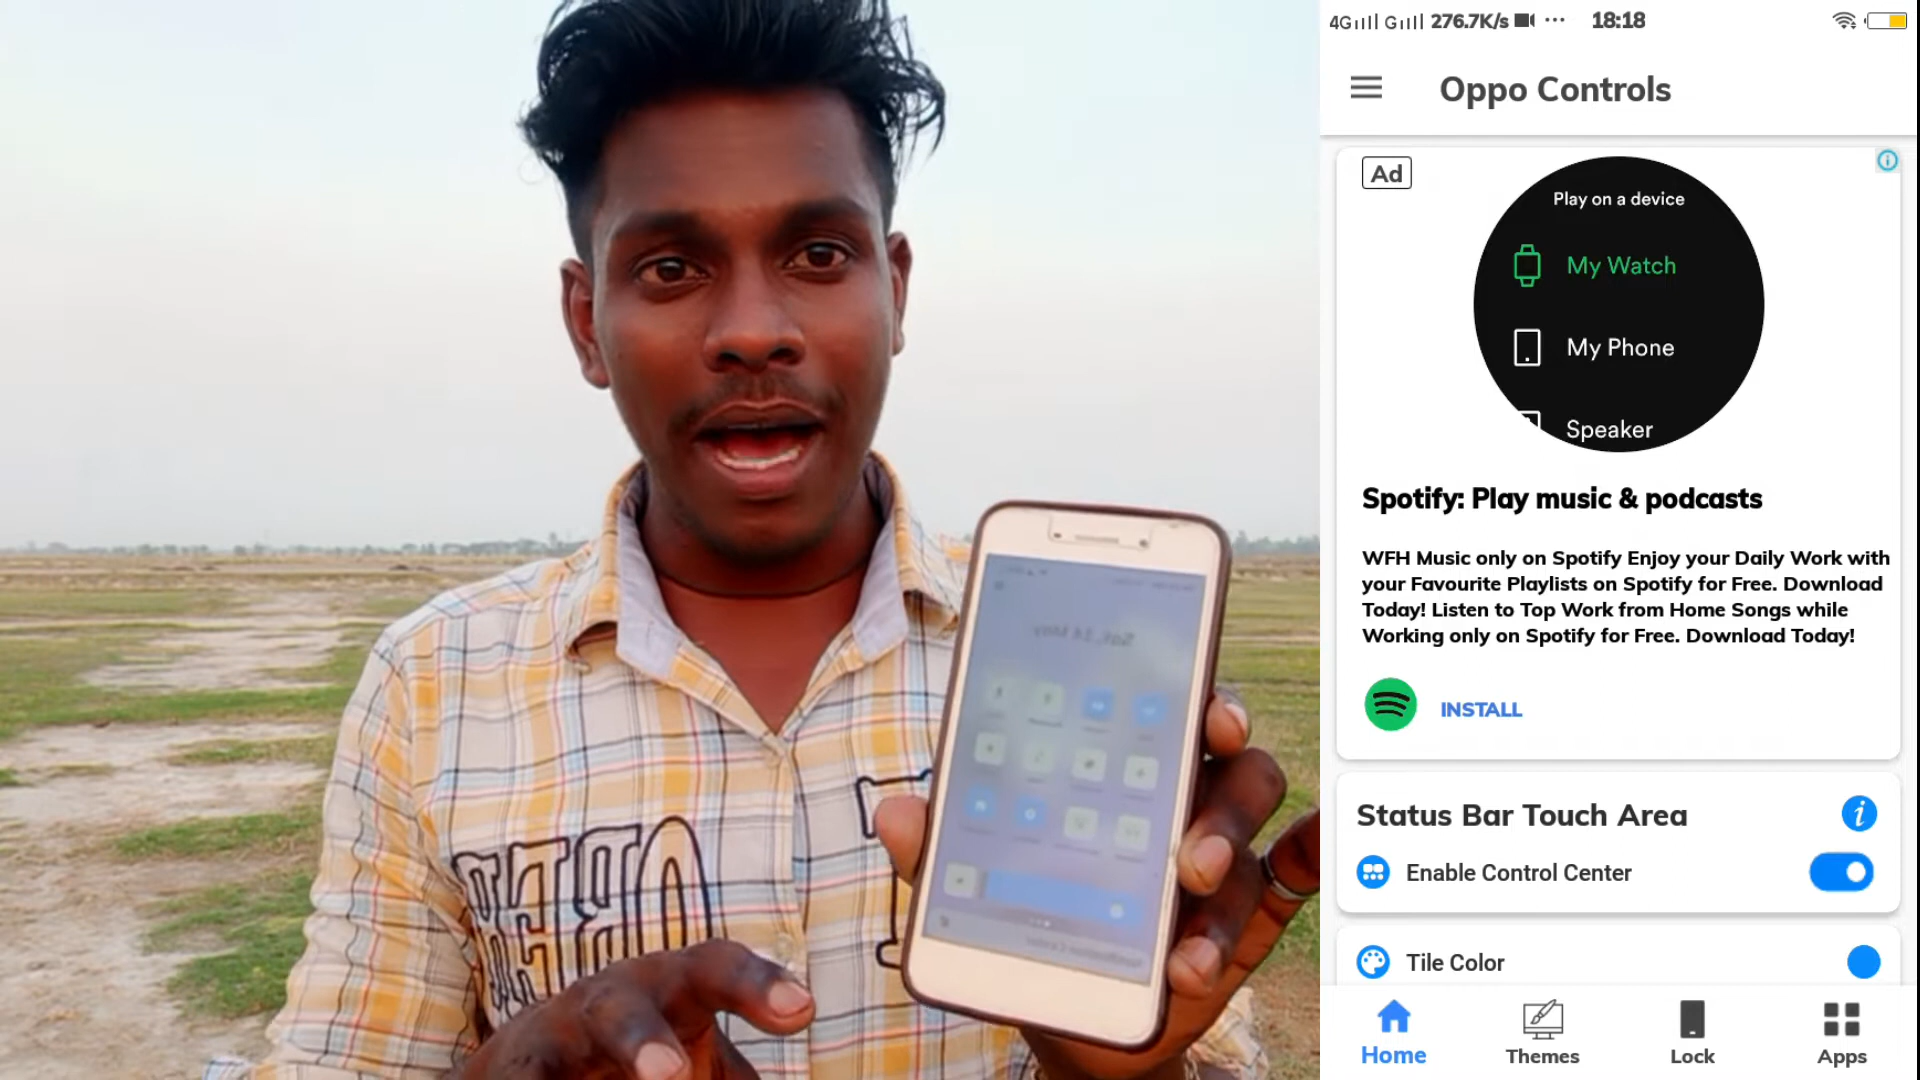 4G G 276.7K/s ... 18:18
Oppo Controls
Ad
Play on a device
My Watch
My Phone
Speaker
Spotify: Play music & podcasts
WFH Music only on Spotify Enjoy your Daily Work with
your Favourite Playlists on Spotify for Free. Download
Today! Listen to Top Work from Home Songs while
Working only on Spotify for Free. Download Today!
INSTALL
Status Bar Touch Area
Enable Control Center
Tile Color
Home Themes Lock Apps
Sat, 14 May